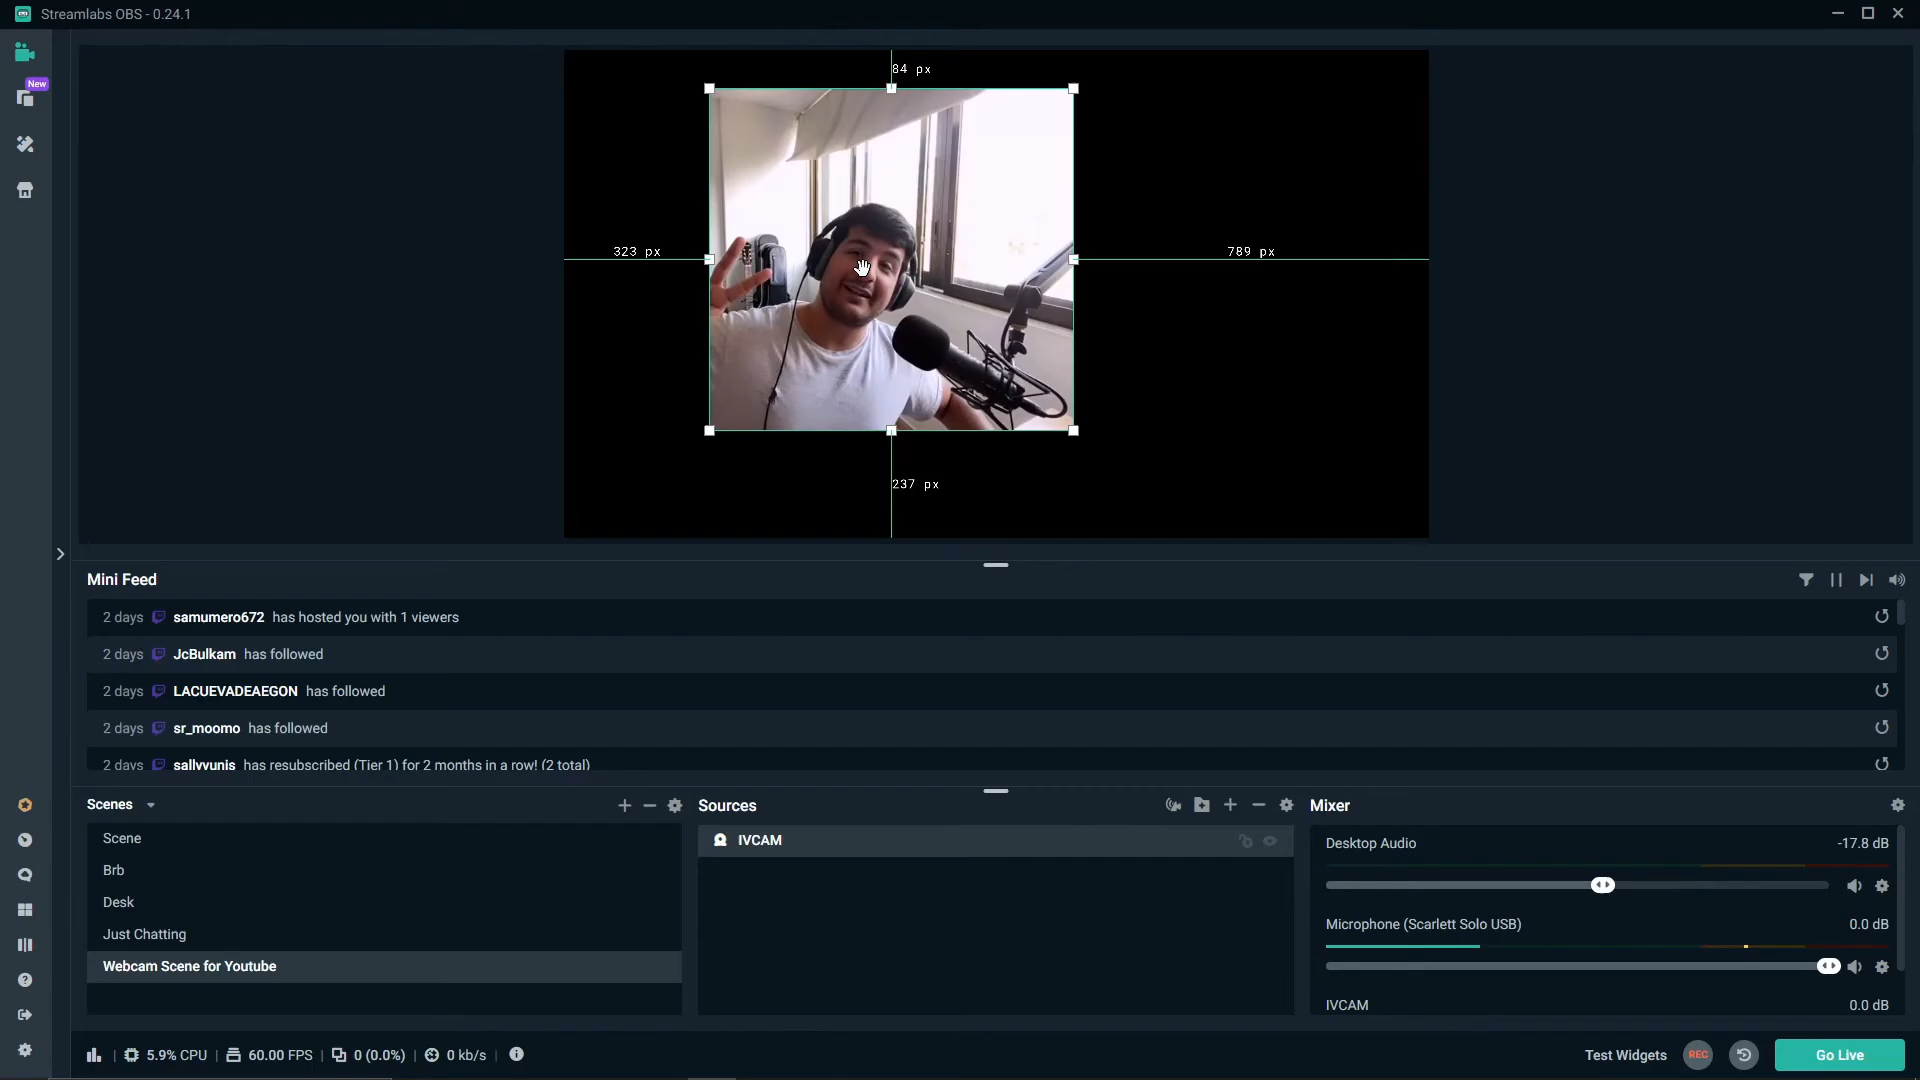 Streamlabs OBS - 0.24.1
New
84 px
323 px
789 px
237 px
Mini Feed
2 days samumero672 has hosted you with 1 viewers
2 days JcBulkam has followed
2 days LACUEVADEAEGON has followed
2 days sr_moomo has followed
2 days sallyyunis has resubscribed (Tier 1) for 2 months in a row! (2 total)
Scenes
Scene
Brb
Desk
Just Chatting
Webcam Scene for Youtube
Sources
IVCAM
Mixer
Desktop Audio -17.8 dB
Microphone (Scarlett Solo USB) 0.0 dB
IVCAM 0.0 dB
5.9% CPU | 60.00 FPS | 0 (0.0%) | 0 kb/s
Test Widgets REC Go Live